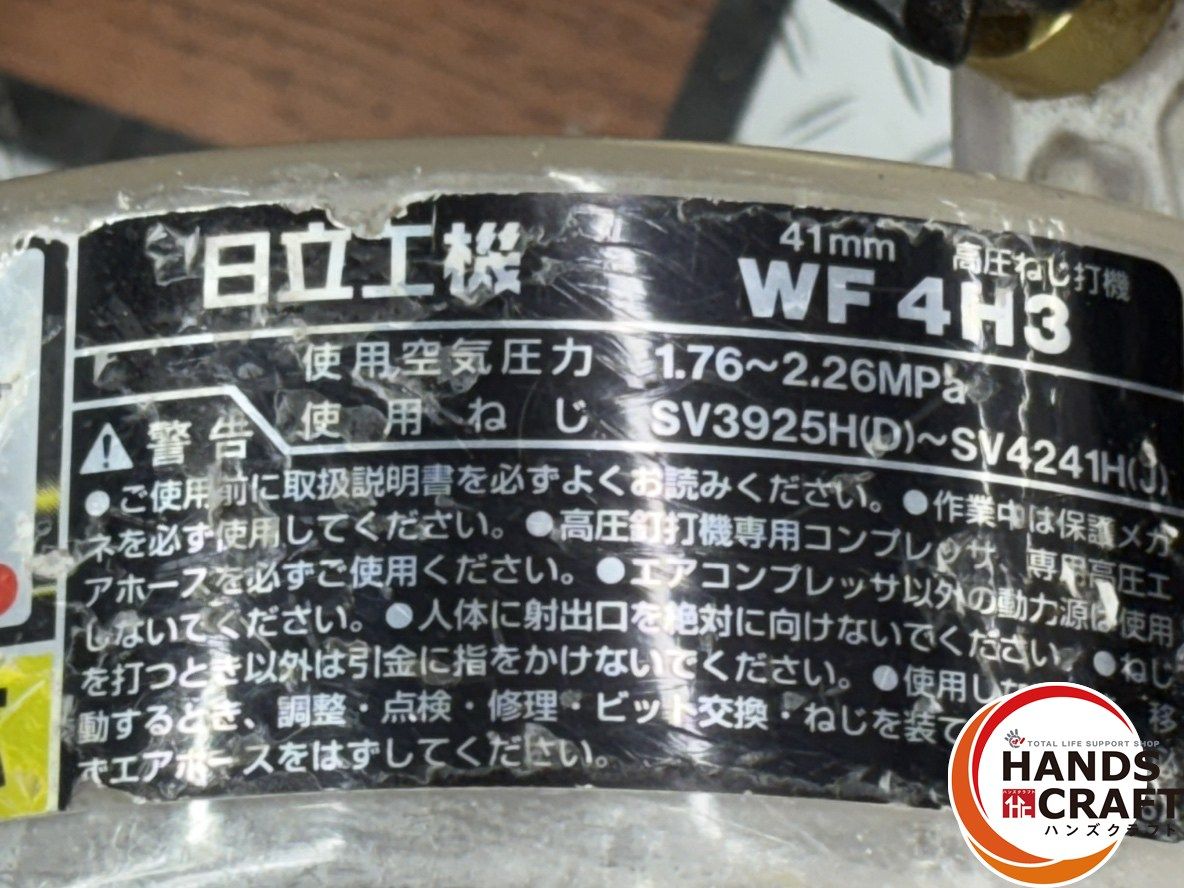 日立工機
41mm 高圧ねじ打機
WF 4H3
使用空気圧力 1.76～2.26MPa
使用ねじ SV3925H(D)～SV4241H(J)
警告
●ご使用前に取扱説明書を必ずよくお読みください。●作業中は保護メガ
ネを必ず使用してください。●高圧釘打機専用コンプレッサ、専用高圧エ
アホースを必ずご使用ください。●エアコンプレッサ以外の動力源は使用
しないでください。●人体に射出口を絶対に向けないでください。●ねじ
を打つとき以外は引金に指をかけないでください。●使用しな
移
動するとき、調整・点検・修理・ビット交換・ねじを装て
ずエアホースをはずしてください。
TOTAL LIFE SUPPORT SHOP
HANDS
ハンズクラフト
CRAFT
ハンズクラフト